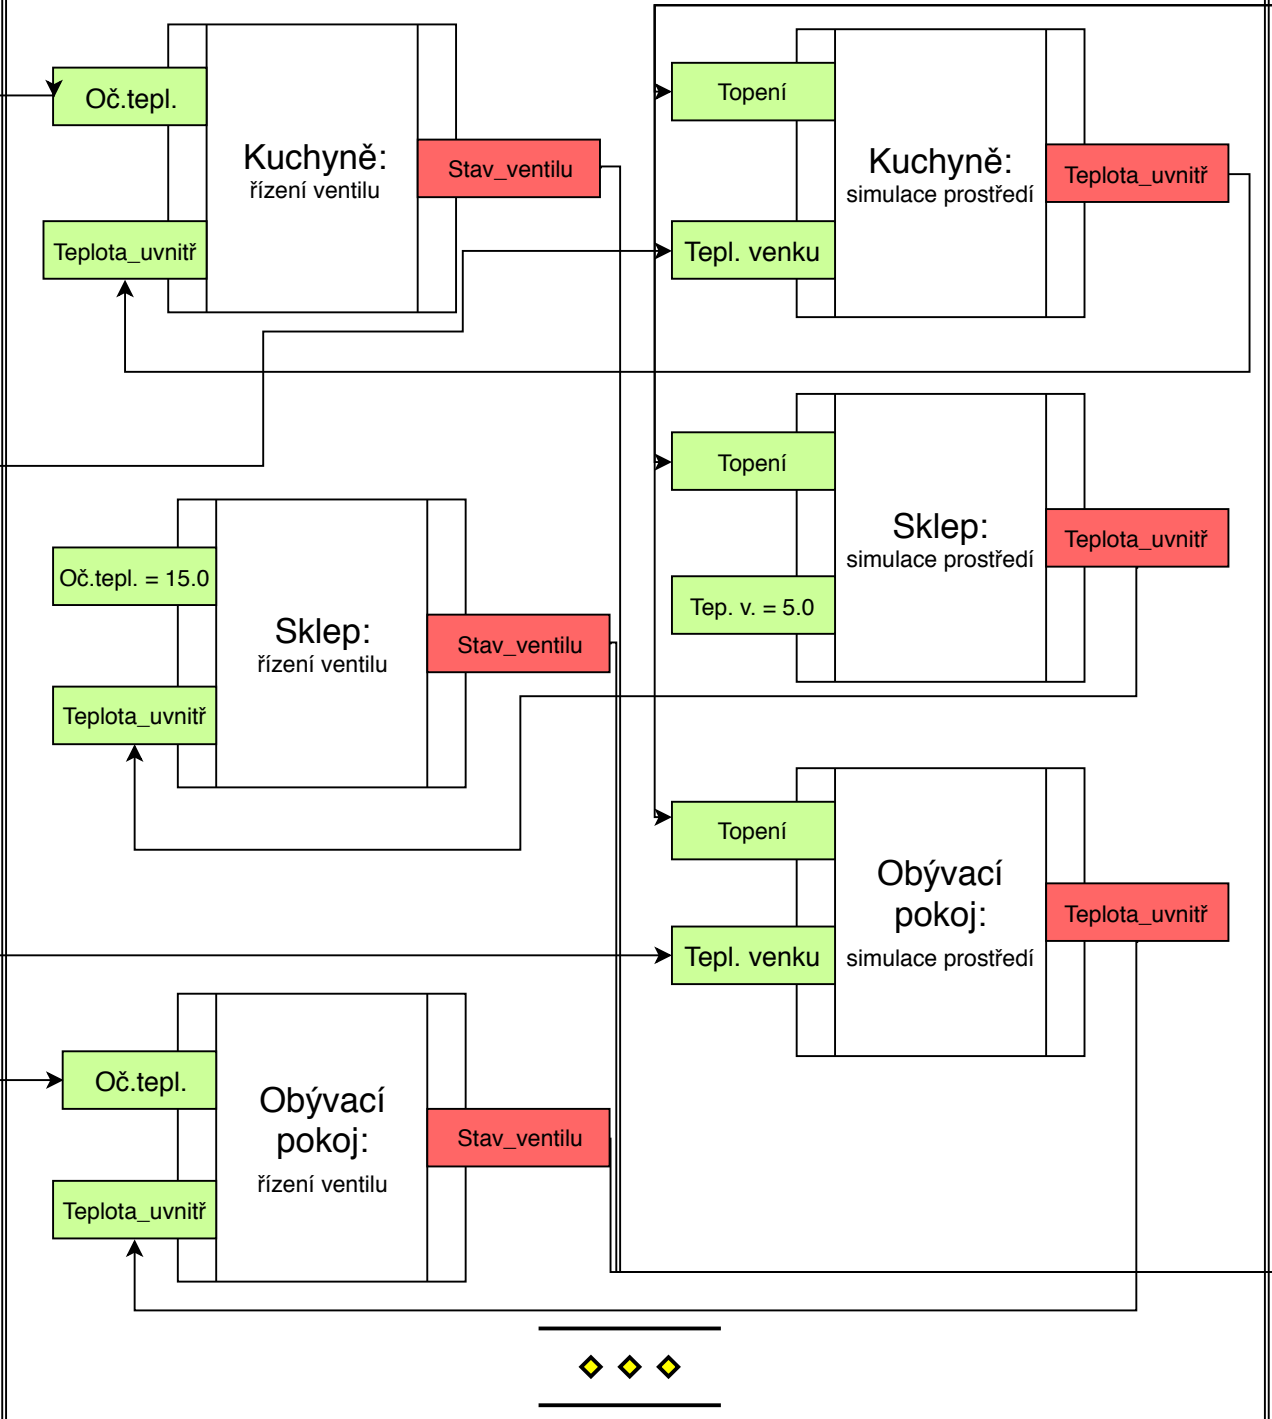 Oč.tepl.
Kuchyně:
řízení ventilu
Stav_ventilu
Teplota_uvnitř
Topení
Kuchyně:
simulace prostředí
Teplota_uvnitř
Tepl. venku
Topení
Sklep:
simulace prostředí
Teplota_uvnitř
Tep. v. = 5.0
Oč.tepl. = 15.0
Sklep:
řízení ventilu
Stav_ventilu
Teplota_uvnitř
Topení
Obývací
pokoj:
simulace prostředí
Teplota_uvnitř
Tepl. venku
Oč.tepl.
Obývací
pokoj:
řízení ventilu
Stav_ventilu
Teplota_uvnitř